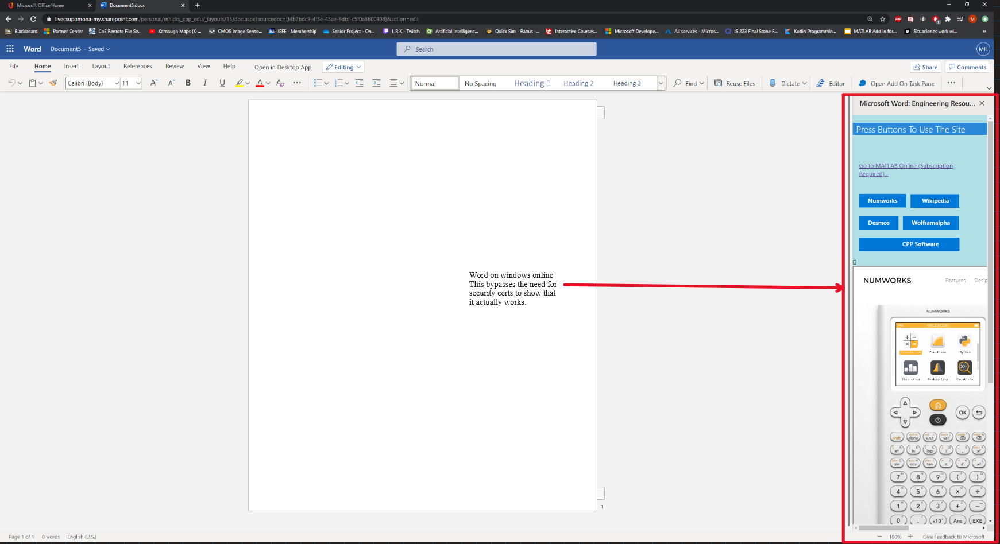 Microsoft Office Home
Document5.docx
livecsupomona-my.sharepoint.com/personal/mhicks_cpp_edu/_layouts/15/doc.aspx?sourcedoc={f4b2bdc9-4f3e-43ae-9dbf-c5f0a8600408}&action=edit
Blackboard Partner Center CoE Remote File Se... Karnaugh Maps (K-... CMOS Image Senso... IEEE - Membership Senior Project - On... LIRIK - Twitch Artificial Intelligenc... Quick Sim - Raous -... Interactive Courses... Microsoft Develope... All services - Micros... IS 323 Final Stone F... Kotlin Programmin... MATLAB Add In for... Situaciones work wi... »
Word Document5 - Saved
Search
MH
File Home Insert Layout References Review View Help Open in Desktop App Editing
Share Comments
Calibri (Body) 11 A A B I U A A ... Normal No Spacing Heading 1 Heading 2 Heading 3 Find Reuse Files Dictate Editor Open Add On Task Pane ...
Microsoft Word: Engineering Resou...
Press Buttons To Use The Site
Go to MATLAB Online (Subscription
Required)...
Numworks Wikipedia
Desmos Wolframalpha
CPP Software
Word on windows online
This bypasses the need for
security certs to show that
it actually works.
NUMWORKS Features Desig
NUMWORKS
APPLICATIONS
Calculation Functions Python
Statistics Probability Equations
OK
shift alpha x,n,t var
ln log i , 
sin cos tan π √ x²
7 8 9 ( )
4 5 6 × ÷
1 2 3 + −
0 . ×10ˣ Ans EXE
1
Page 1 of 1 0 words English (U.S.)
100% Give Feedback to Microsoft